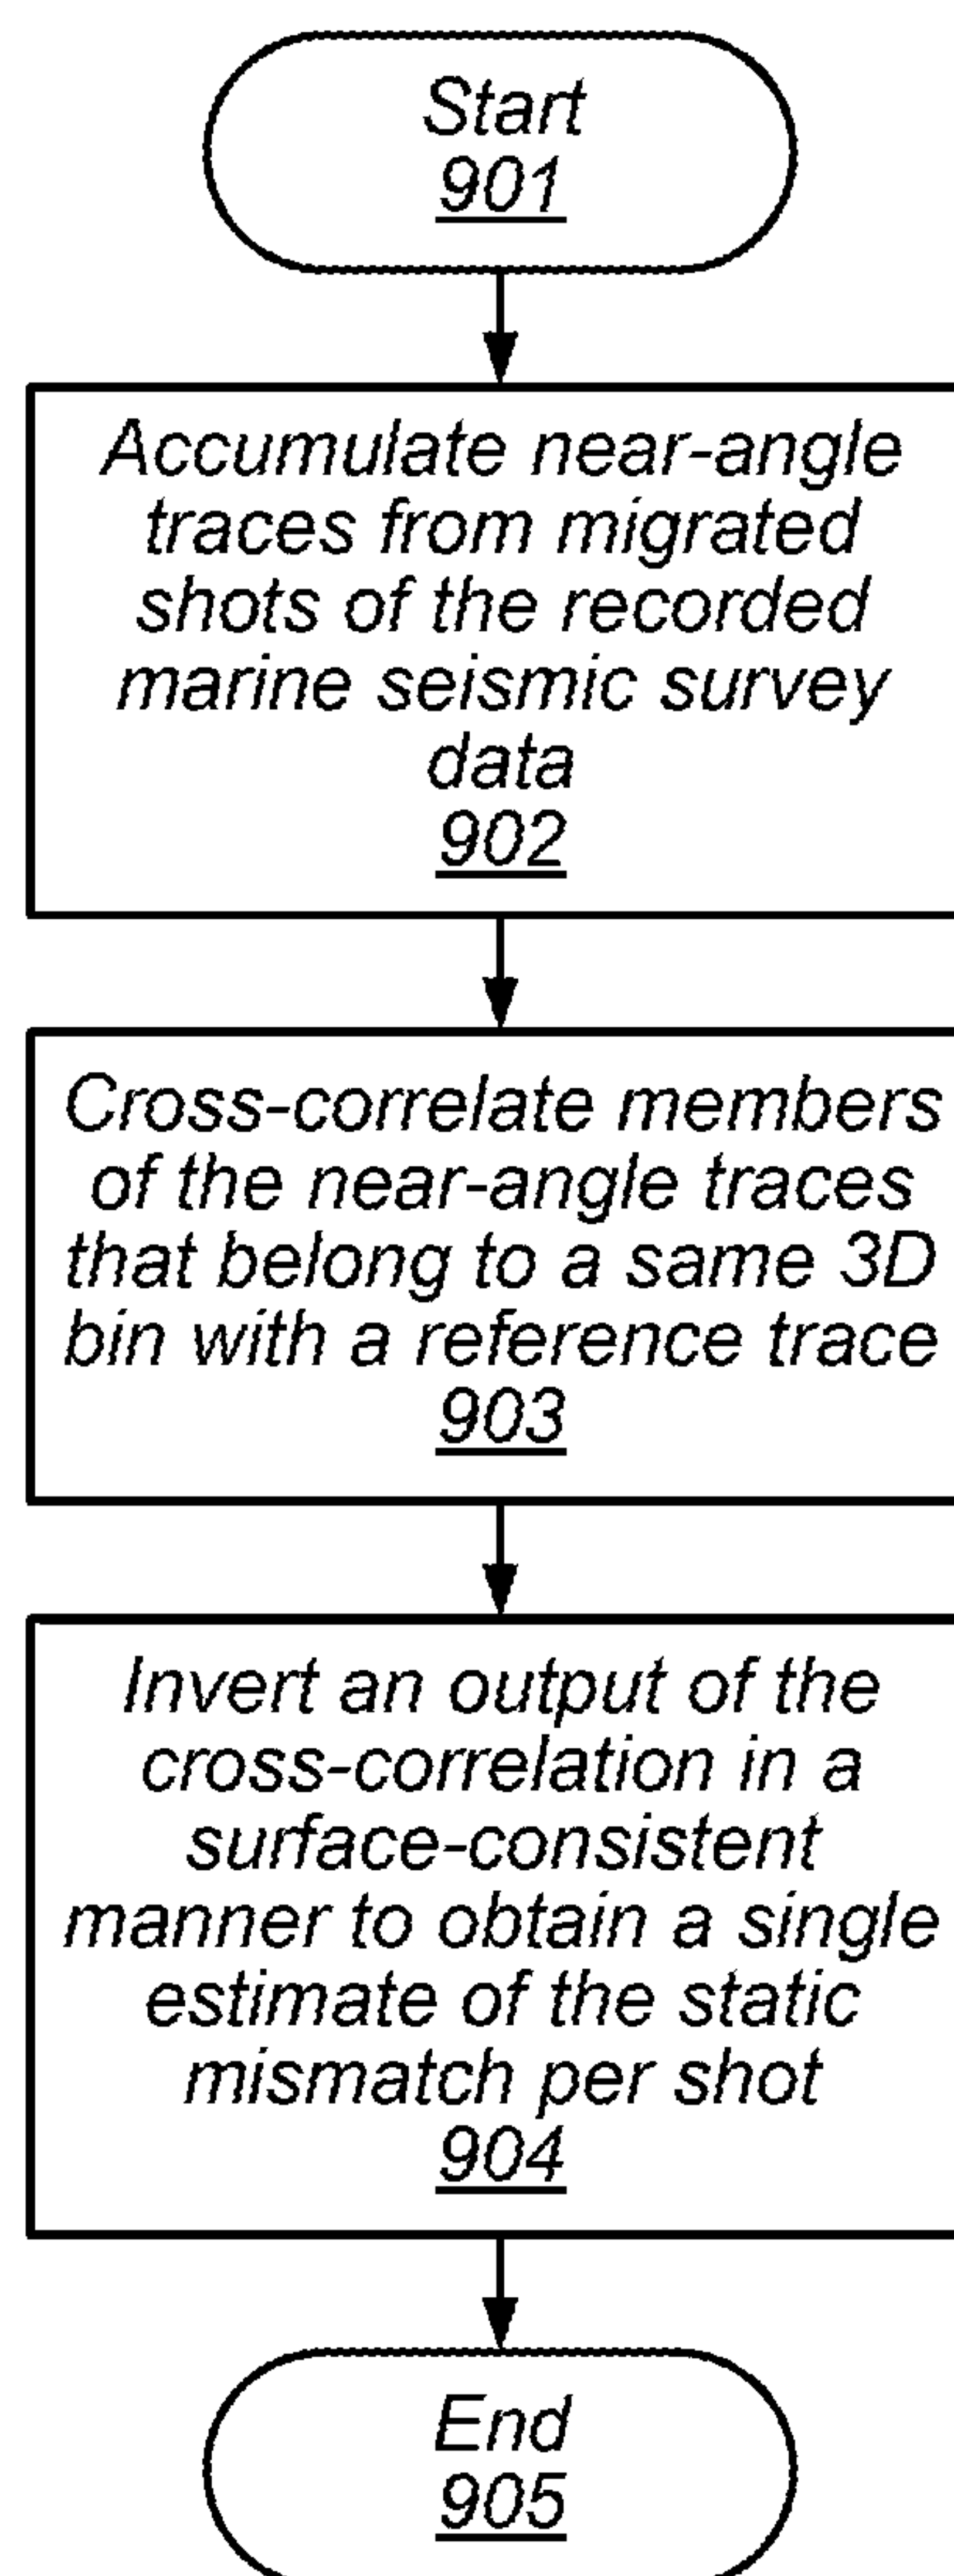 Start
901
Accumulate near-angle
traces from migrated
shots of the recorded
marine seismic survey
data
902
Cross-correlate members
of the near-angle traces
that belong to a same 3D
bin with a reference trace
903
Invert an output of the
cross-correlation in a
surface-consistent
manner to obtain a single
estimate of the static
mismatch per shot
904
End
905